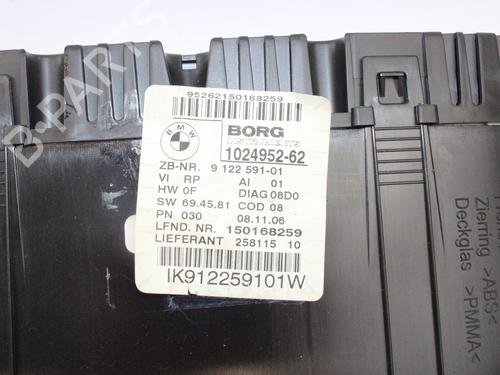 95262150168259
BMW
BORG
INSTRUMENTS
1024952-62
ZB-NR. 9 122 591-01
VI RP AI 01
HW 0F DIAG 08D0
SW 69.45.81 COD 08
PN 030 08.11.06
LFND. NR. 150168259
LIEFERANT 258115 10
IK912259101W
Zierring >ABS<
Deckglas >PMMA<
B-PARTS